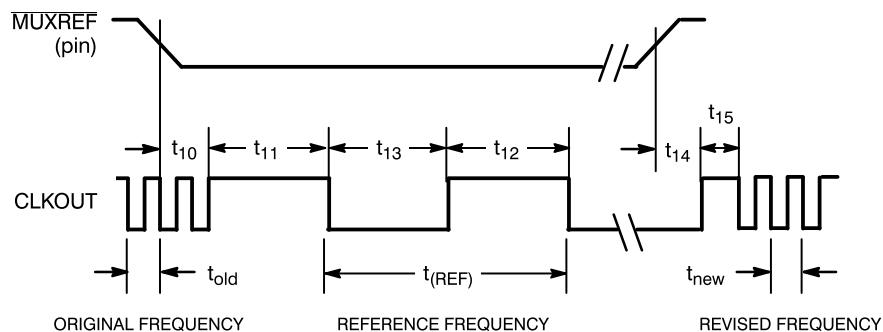 MUXREF
(pin)
t10 t11 t13 t12 t14 t15
CLKOUT
told t(REF) tnew
ORIGINAL FREQUENCY REFERENCE FREQUENCY REVISED FREQUENCY